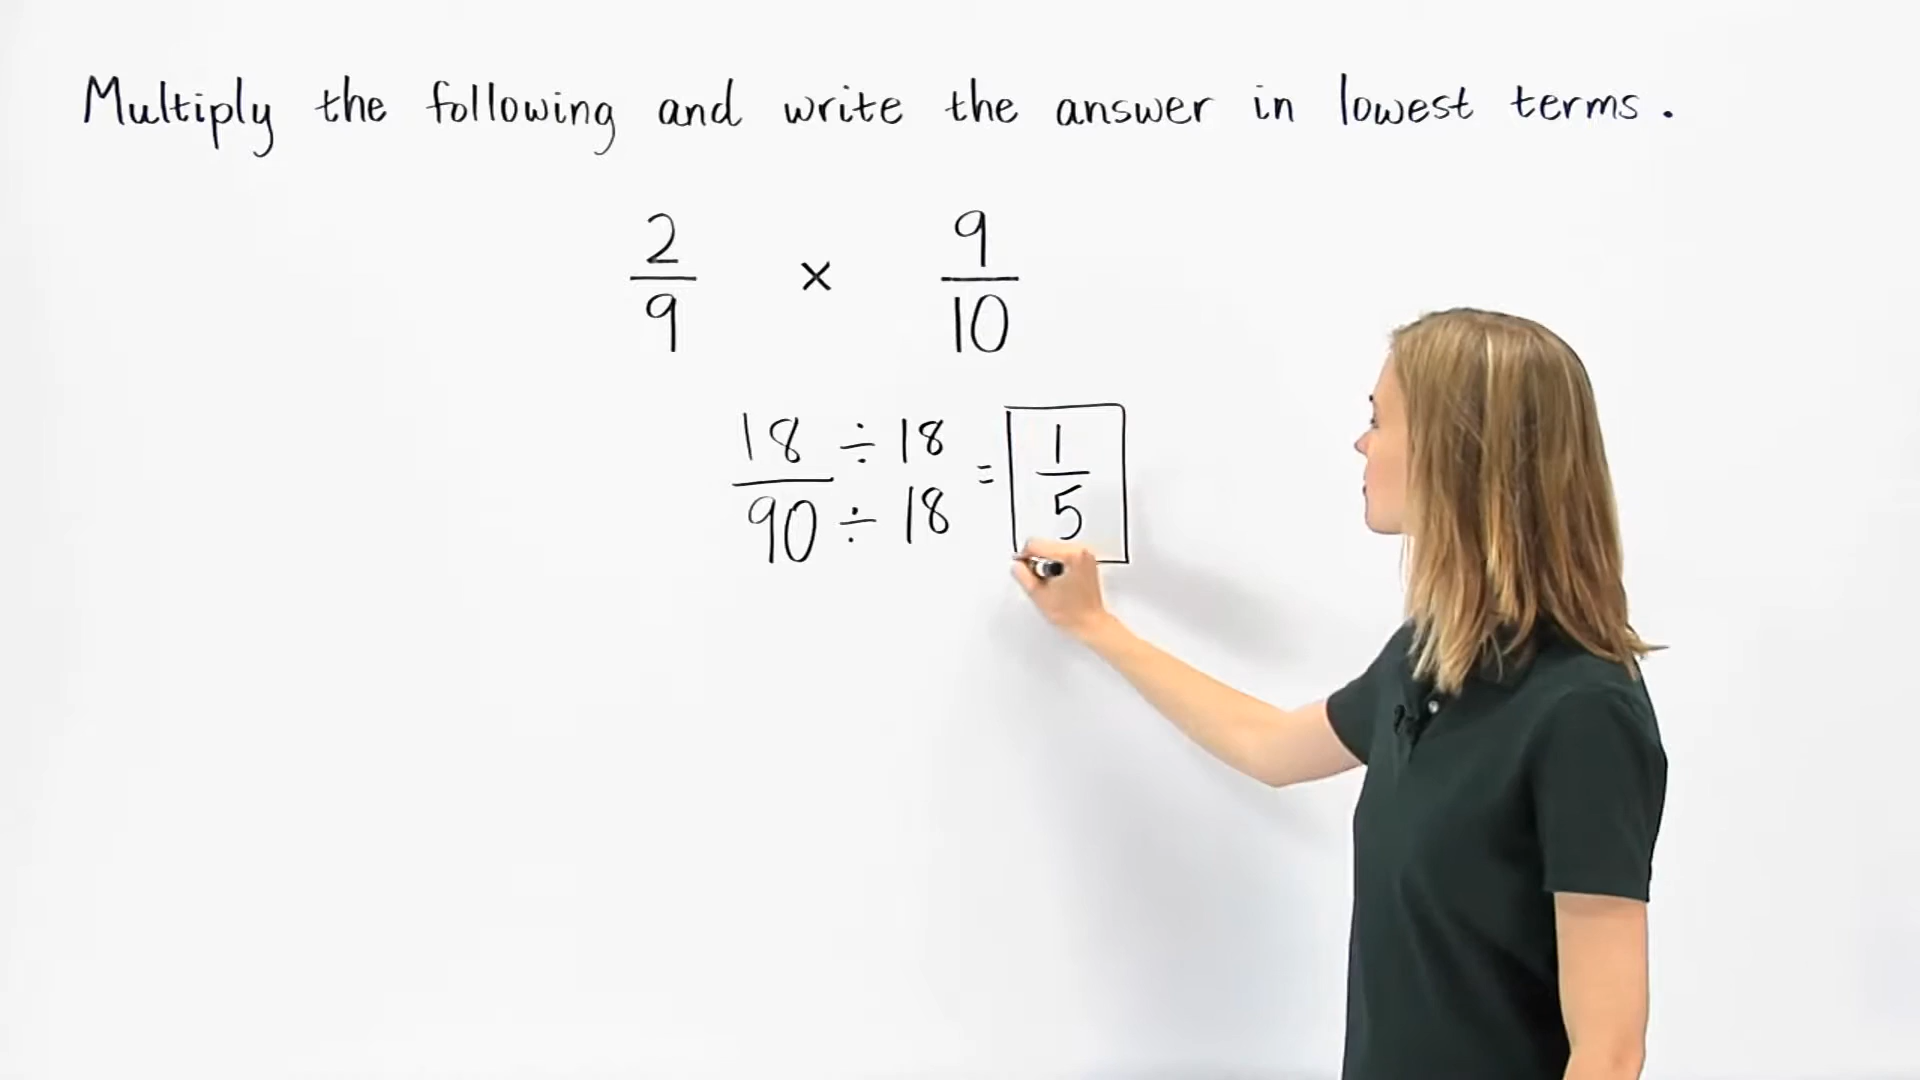 Multiply the following and write the answer in lowest terms.
2/9 × 9/10
18 ÷ 18 / 90 ÷ 18 = 1/5